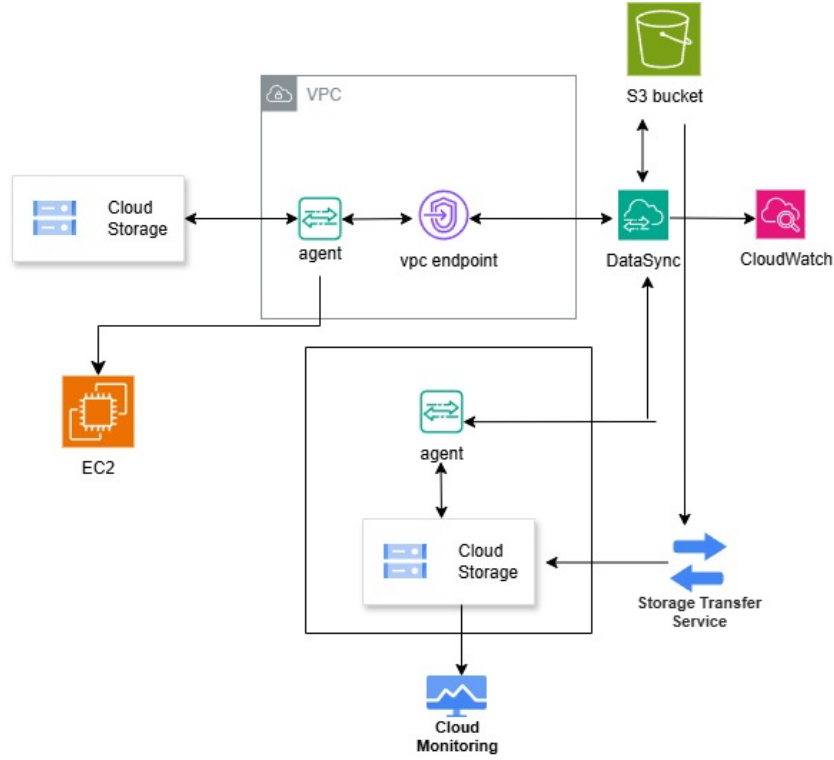 S3 bucket
VPC
Cloud
Storage
agent
vpc endpoint
DataSync
CloudWatch
EC2
agent
Cloud
Storage
Storage Transfer
Service
Cloud
Monitoring